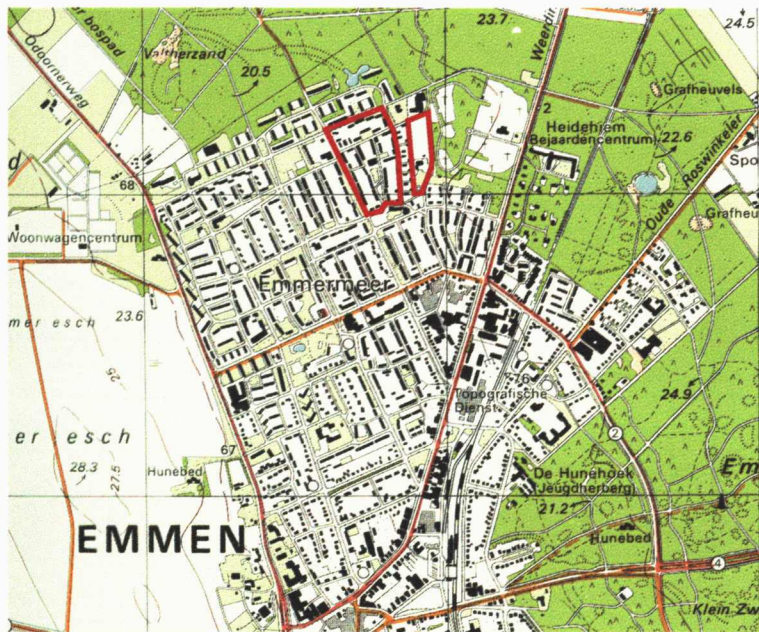 23.7
24.5
bospad
Valtherzand
20.5
Odoornerweg
Grafheuvels
2
Heidehiem
(Bejaardencentrum)
22.6
Oude Roswinkeler
Spo
68
Grafheu
Woonwagencentrum
Emmermeer
mer esch
23.6
25
76
Topografische
Dienst
24.9
er esch
67
28.3
27.5
Hunebed
2
De Hunehoek
(Jeugdherberg)
Em
21.2
EMMEN
Hunebed
4
Klein Zw